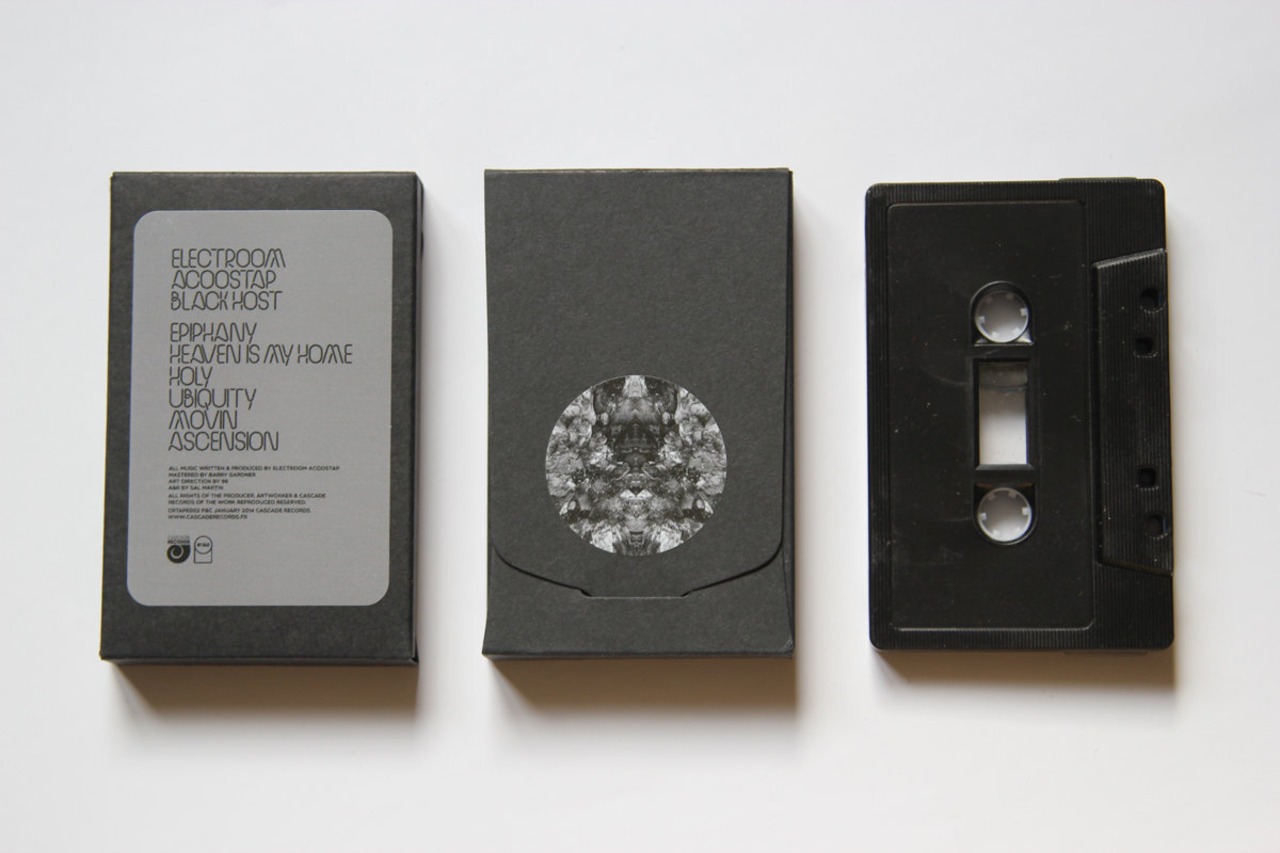 ELECTROOM
ACOOSTAP
BLACK HOST
EPIPHANY
HEAVEN IS MY HOME
HOLY
UBIQUITY
MOVIN
ASCENSION
ALL MUSIC WRITTEN & PRODUCED BY ELECTROOM ACOOSTAP
MASTERED BY BARRY GARDNER
ART DIRECTION BY
A&R BY SAL MARTIN
ALL RIGHTS OF THE PRODUCER, ARTWORKER & CASCADE
RECORDS OF THE WORK REPRODUCED RESERVED.
P&C JANUARY 2014 CASCADE RECORDS
WWW.CASCADERECORDS.FR
CASCADE
RECORDS